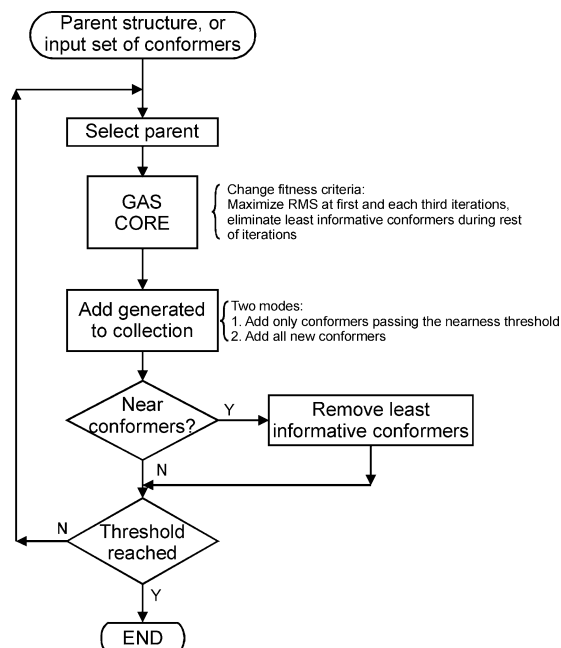 Parent structure, or
input set of conformers
Select parent
GAS
CORE
Change fitness criteria:
Maximize RMS at first and each third iterations,
eliminate least informative conformers during rest
of iterations
Add generated
to collection
Two modes:
1. Add only conformers passing the nearness threshold
2. Add all new conformers
Near
conformers?
Y
Remove least
informative conformers
N
N
Threshold
reached
Y
END